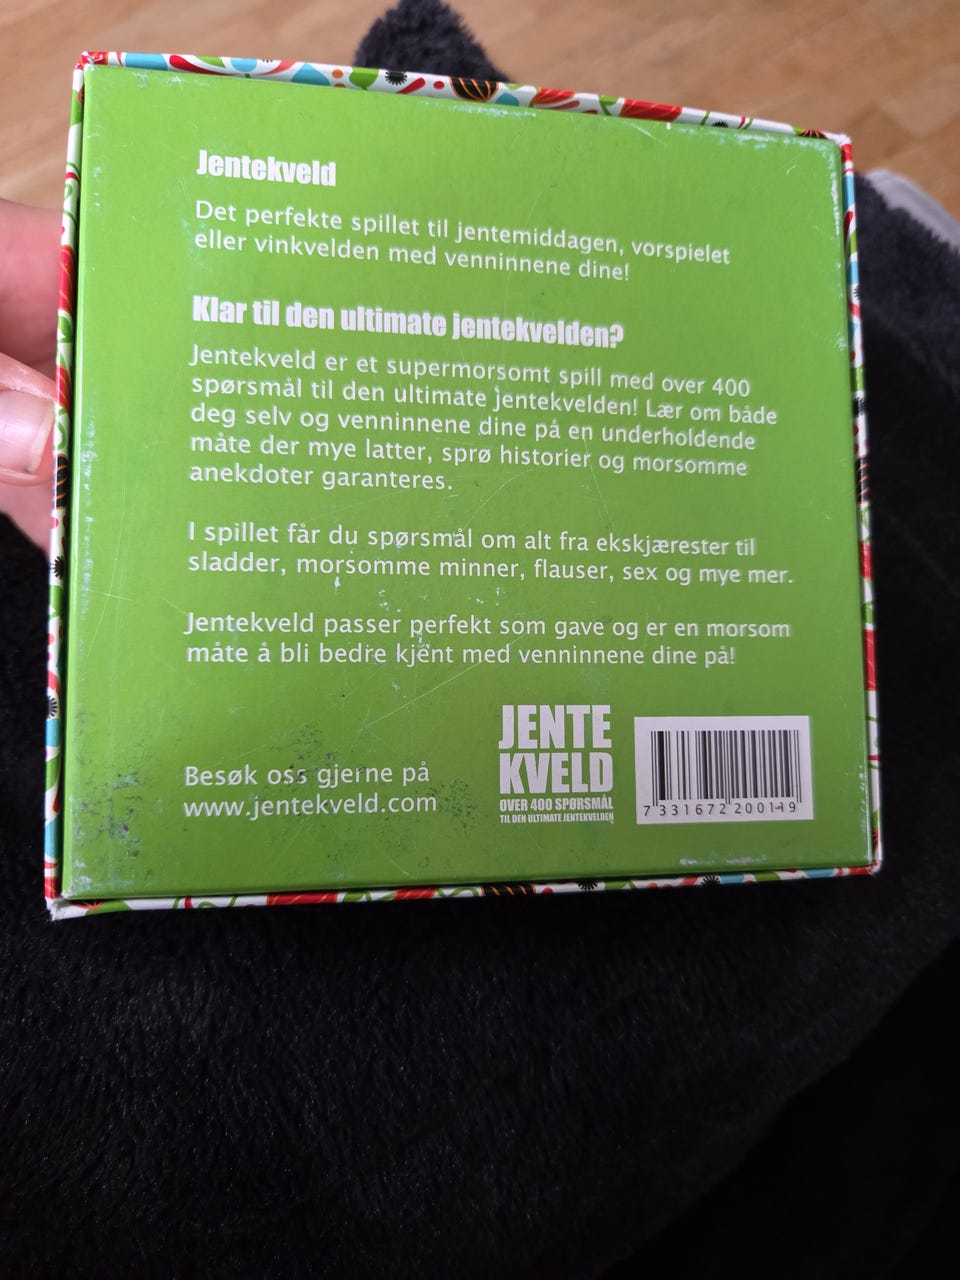 Jentekveld
Det perfekte spillet til jentemiddagen, vorspielet
eller vinkvelden med venninnene dine!
Klar til den ultimate jentekvelden?
Jentekveld er et supermorsomt spill med over 400
spørsmål til den ultimate jentekvelden! Lær om både
deg selv og venninnene dine på en underholdende
måte der mye latter, sprø historier og morsomme
anekdoter garanteres.
I spillet får du spørsmål om alt fra ekskjærester til
sladder, morsomme minner, flauser, sex og mye mer.
Jentekveld passer perfekt som gave og er en morsom
måte å bli bedre kjent med venninnene dine på!
Besøk oss gjerne på
www.jentekveld.com
JENTE
KVELD
OVER 400 SPØRSMÅL
TIL DEN ULTIMATE JENTEKVELDEN
7 331672 200119